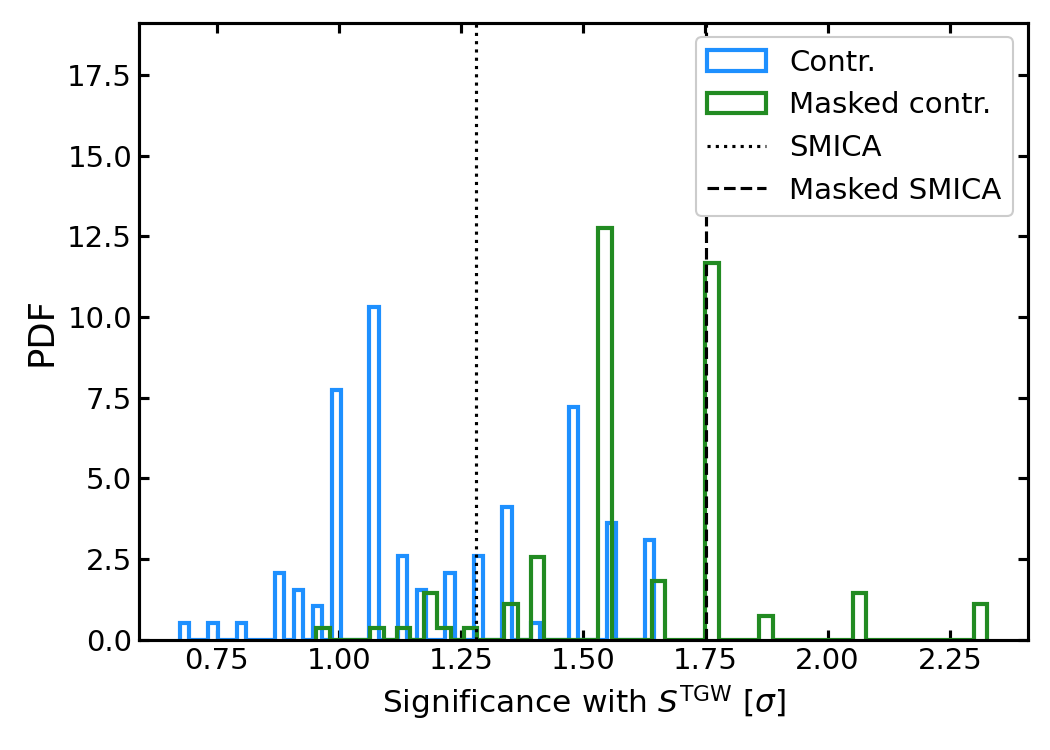 17.5
15.0
12.5
10.0
7.5
5.0
2.5
0.0
PDF
Contr.
Masked contr.
SMICA
Masked SMICA
0.75 1.00 1.25 1.50 1.75 2.00 2.25
Significance with S^TGW [σ]